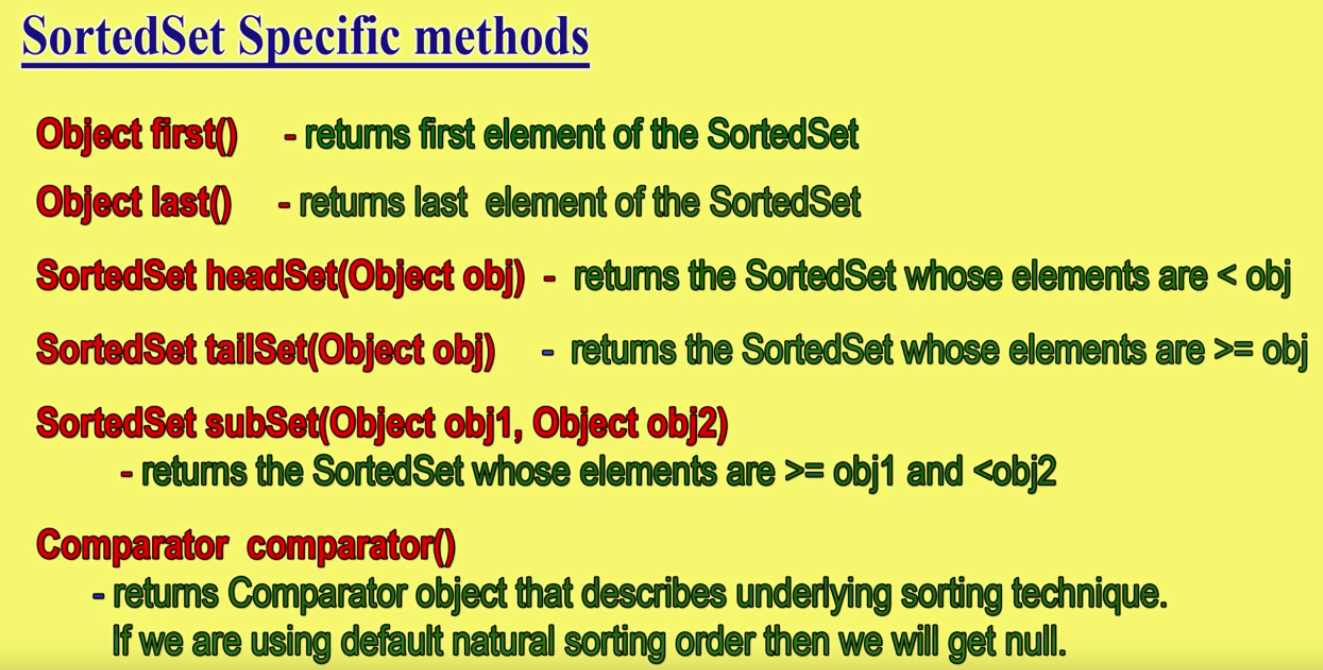 SortedSet Specific methods
Object first() - returns first element of the SortedSet
Object last() - returns last element of the SortedSet
SortedSet headSet(Object obj) - returns the SortedSet whose elements are < obj
SortedSet tailSet(Object obj) - returns the SortedSet whose elements are >= obj
SortedSet subSet(Object obj1, Object obj2)
- returns the SortedSet whose elements are >= obj1 and <obj2
Comparator comparator()
- returns Comparator object that describes underlying sorting technique.
If we are using default natural sorting order then we will get null.